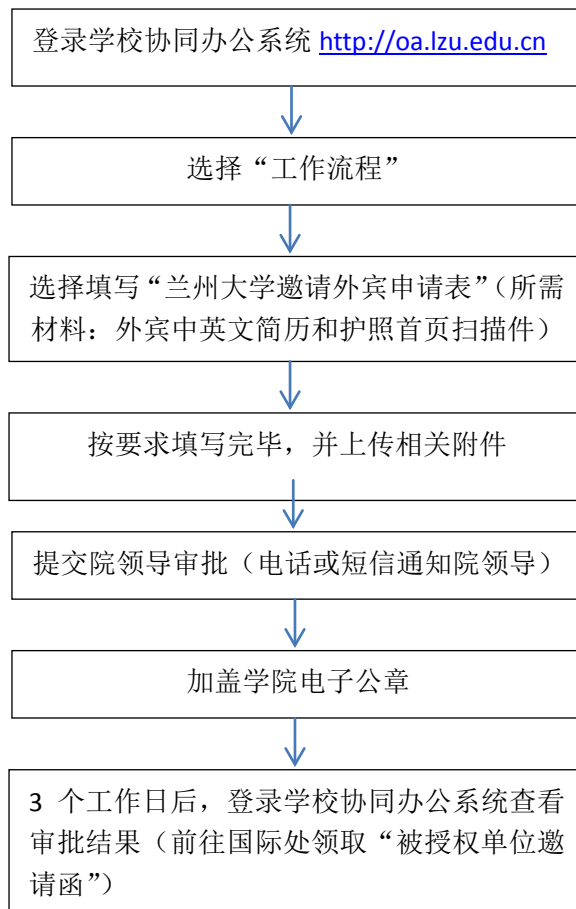 登录学校协同办公系统 http://oa.lzu.edu.cn
选择“工作流程”
选择填写“兰州大学邀请外宾申请表”（所需
材料：外宾中英文简历和护照首页扫描件）
按要求填写完毕，并上传相关附件
提交院领导审批（电话或短信通知院领导）
加盖学院电子公章
3 个工作日后，登录学校协同办公系统查看
审批结果（前往国际处领取“被授权单位邀
请函”）